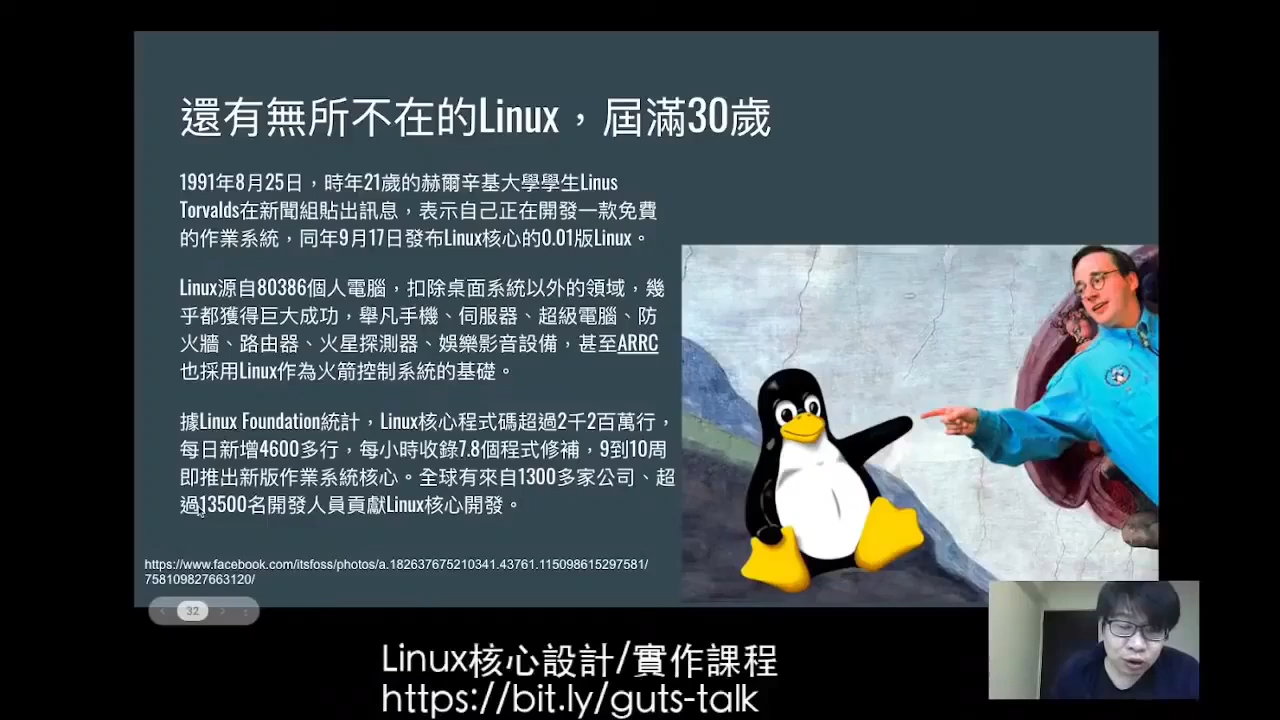 還有無所不在的Linux，屆滿30歲
1991年8月25日，時年21歲的赫爾辛基大學學生Linus
Torvalds在新聞組貼出訊息，表示自己正在開發一款免費
的作業系統，同年9月17日發布Linux核心的0.01版Linux。
Linux源自80386個人電腦，扣除桌面系統以外的領域，幾
乎都獲得巨大成功，舉凡手機、伺服器、超級電腦、防
火牆、路由器、火星探測器、娛樂影音設備，甚至ARRC
也採用Linux作為火箭控制系統的基礎。
據Linux Foundation統計，Linux核心程式碼超過2千2百萬行，
每日新增4600多行，每小時收錄7.8個程式修補，9到10周
即推出新版作業系統核心。全球有來自1300多家公司、超
過13500名開發人員貢獻Linux核心開發。
https://www.facebook.com/itsfoss/photos/a.182637675210341.43761.115098615297581/
758109827663120/
32
Linux核心設計/實作課程
https://bit.ly/guts-talk